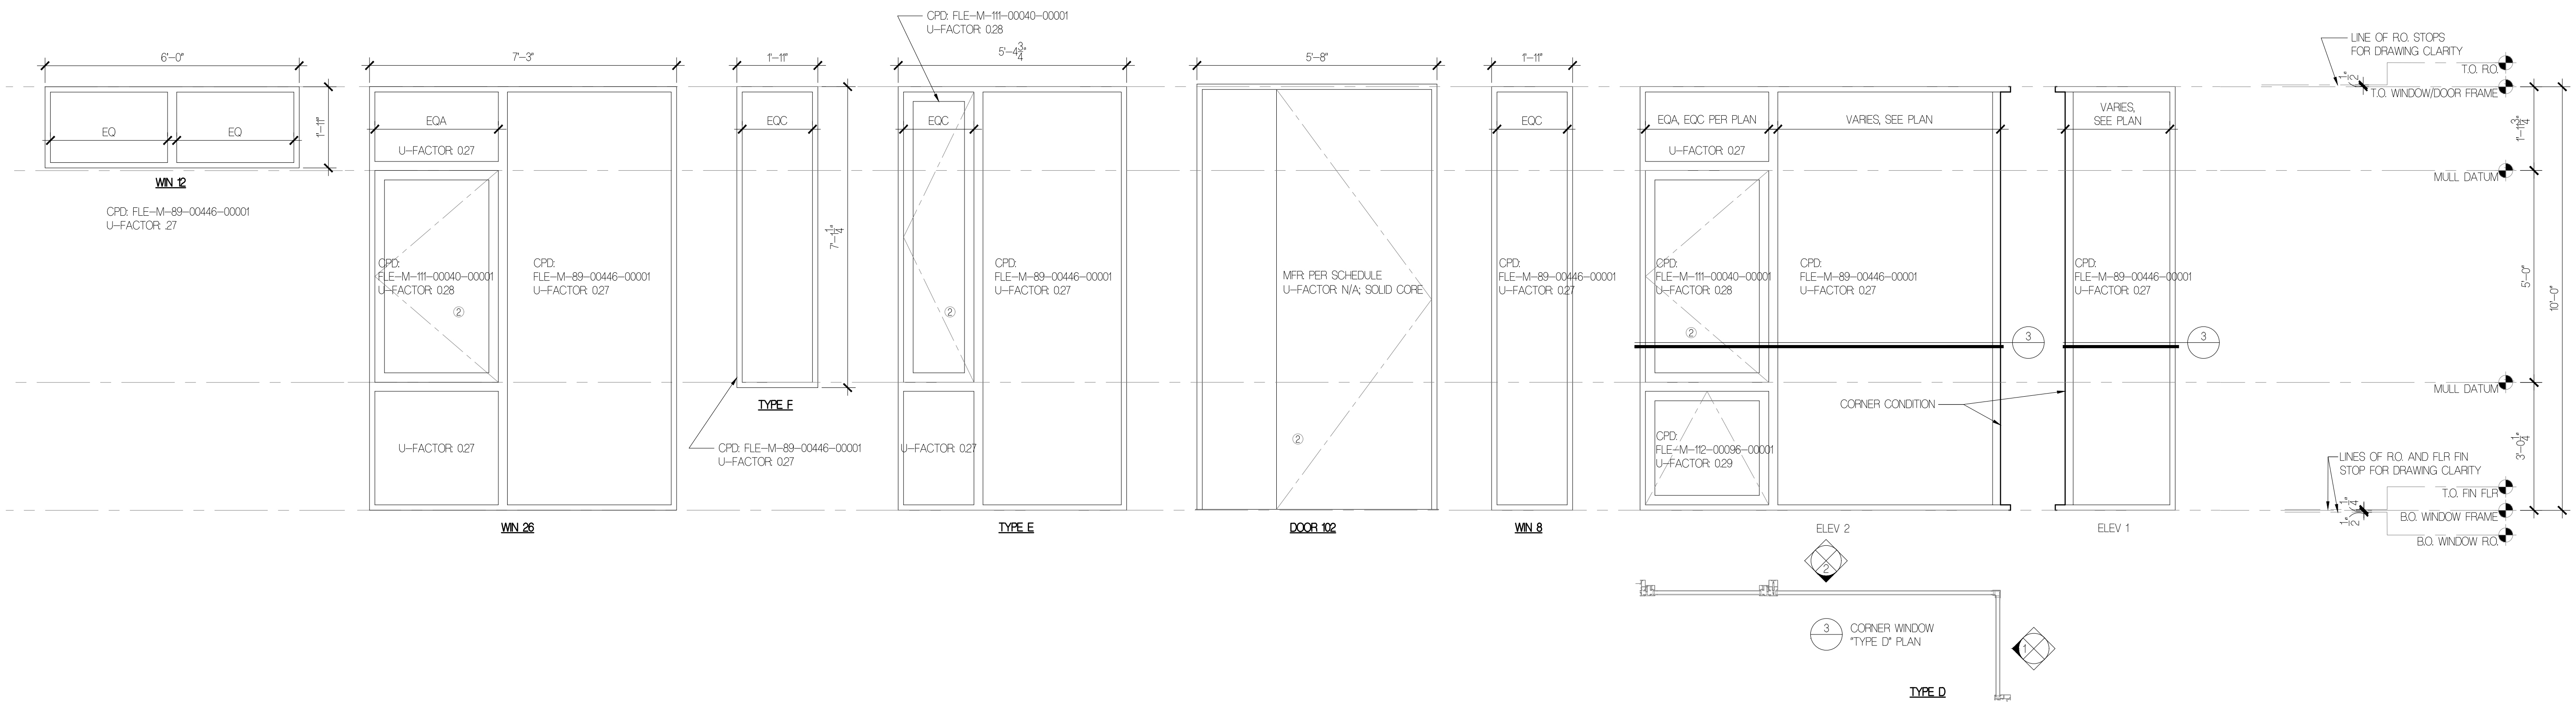 6'-0"
EQ
EQ
1'-11"
WIN 12
CPD: FLE-M-89-00446-00001
U-FACTOR: .27
7'-3"
EQA
U-FACTOR: 0.27
CPD:
FLE-M-111-00040-00001
U-FACTOR: 0.28
2
CPD:
FLE-M-89-00446-00001
U-FACTOR: 0.27
U-FACTOR: 0.27
WIN 26
1'-11"
EQC
7'-1 1/4"
TYPE F
CPD: FLE-M-89-00446-00001
U-FACTOR: 0.27
CPD: FLE-M-111-00040-00001
U-FACTOR: 0.28
5'-4 3/4"
EQC
2
CPD:
FLE-M-89-00446-00001
U-FACTOR: 0.27
U-FACTOR: 0.27
TYPE E
5'-8"
MFR: PER SCHEDULE
U-FACTOR: N/A; SOLID CORE
2
DOOR 102
1'-11"
EQC
CPD:
FLE-M-89-00446-00001
U-FACTOR: 0.27
WIN 8
EQA, EQC PER PLAN
VARIES, SEE PLAN
U-FACTOR: 0.27
CPD:
FLE-M-111-00040-00001
U-FACTOR: 0.28
2
CPD:
FLE-M-89-00446-00001
U-FACTOR: 0.27
3
CORNER CONDITION
CPD:
FLE-M-112-00096-00001
U-FACTOR: 0.29
ELEV 2
VARIES,
SEE PLAN
CPD:
FLE-M-89-00446-00001
U-FACTOR: 0.27
3
ELEV 1
2
3
CORNER WINDOW
"TYPE D" PLAN
1
TYPE D
LINE OF R.O. STOPS
FOR DRAWING CLARITY
1/2"
T.O. R.O.
T.O. WINDOW/DOOR FRAME
1'-11 3/4"
MULL DATUM
5'-0"
10'-0"
MULL DATUM
3'-0 1/4"
LINES OF R.O. AND FLR FIN
STOP FOR DRAWING CLARITY
T.O. FIN FLR
1/4"
1/2"
B.O. WINDOW FRAME
B.O. WINDOW R.O.